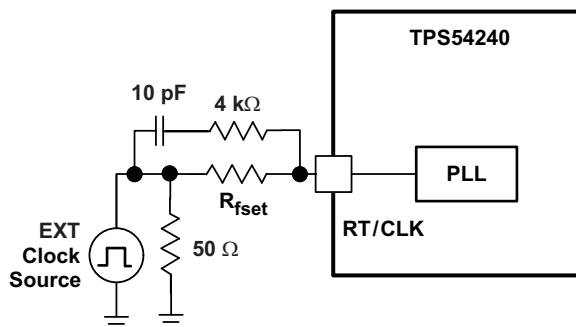 TPS54240
10 pF
4 kΩ
PLL
R_fset
RT/CLK
EXT
Clock
Source
50 Ω